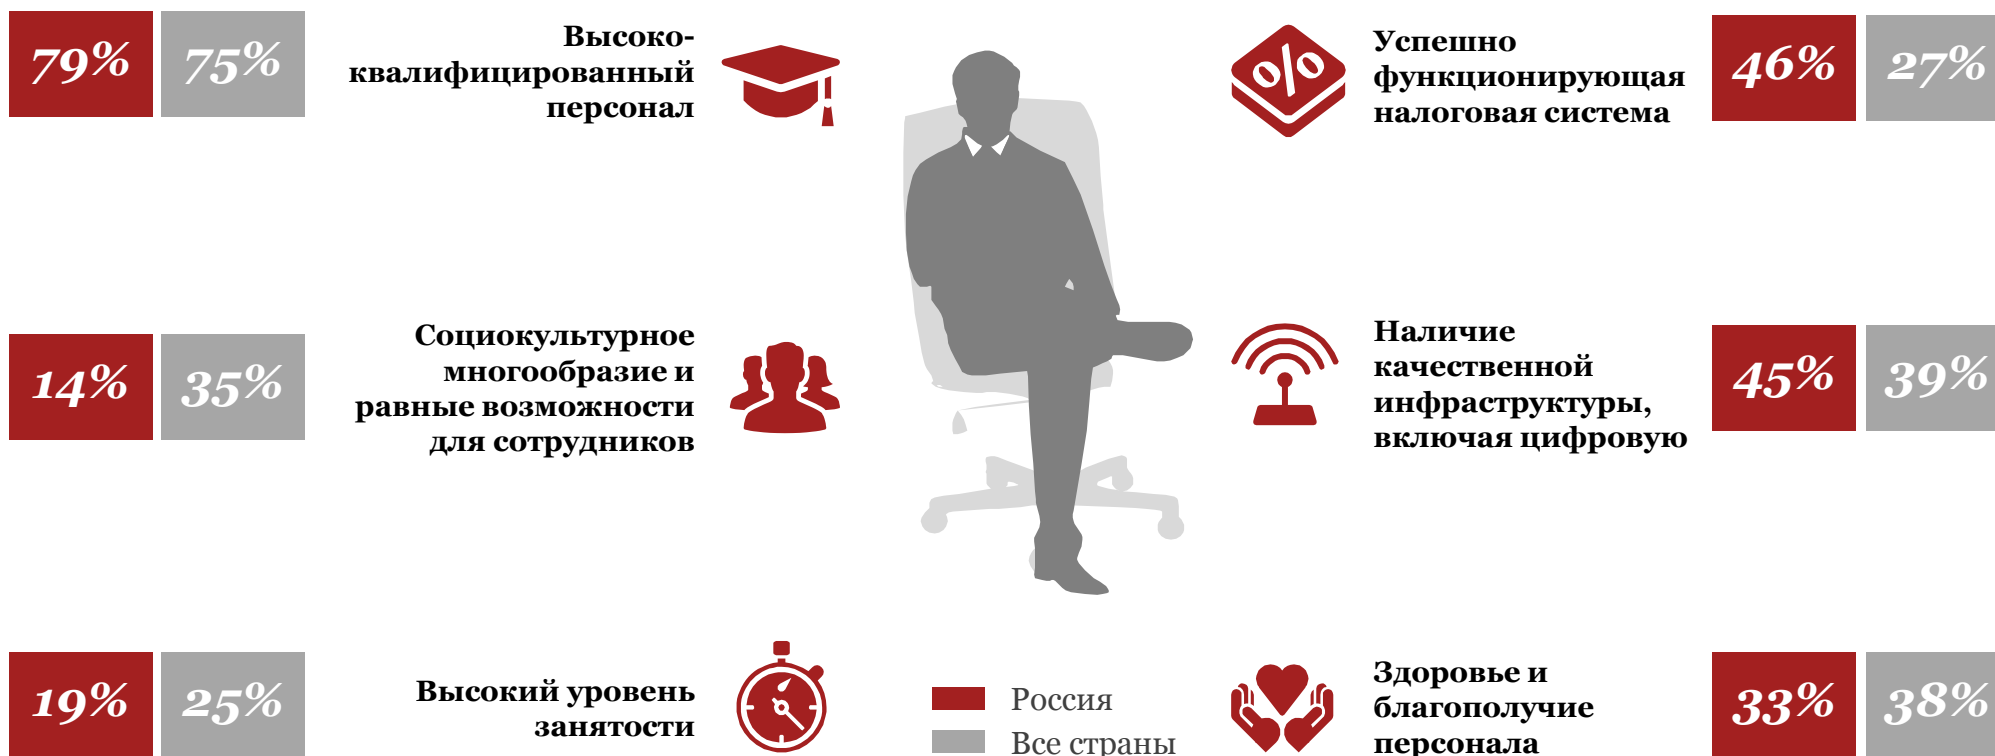 79% 75%
Высоко-
квалифицированный
персонал
Успешно
функционирующая
налоговая система
46% 27%
14% 35%
Социокультурное
многообразие и
равные возможности
для сотрудников
Наличие
качественной
инфраструктуры,
включая цифровую
45% 39%
19% 25%
Высокий уровень
занятости
Россия
Все страны
Здоровье и
благополучие
персонала
33% 38%